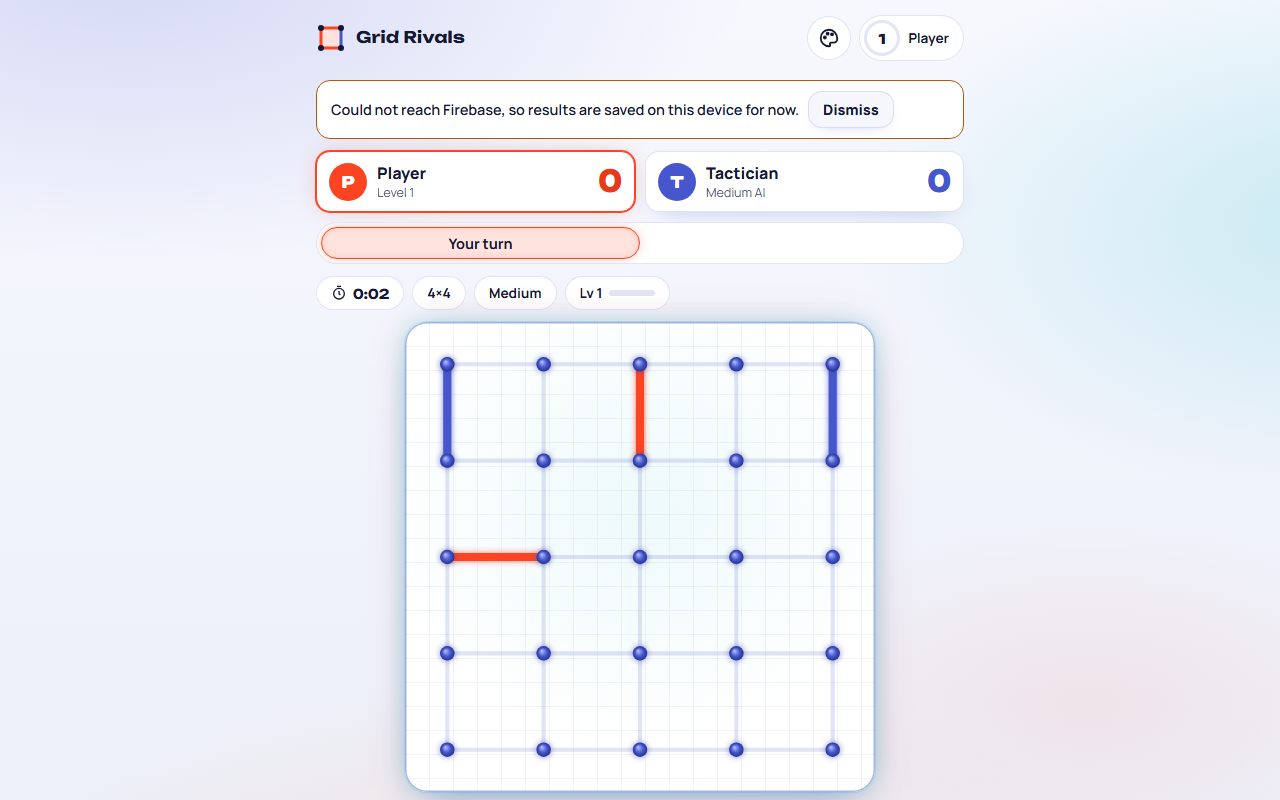 Grid Rivals
1 Player
Could not reach Firebase, so results are saved on this device for now. Dismiss
P Player 0
Level 1
T Tactician 0
Medium AI
Your turn
0:02 4×4 Medium Lv 1